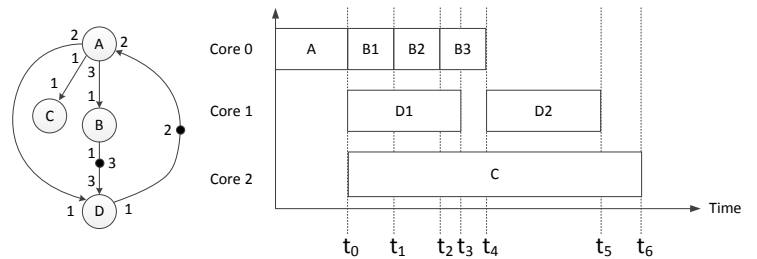 2 A 2
1 3
1
1
C B
2
1 3
3
1 D 1
Core 0 A B1 B2 B3
Core 1 D1 D2
Core 2 C
Time
t0 t1 t2 t3 t4 t5 t6